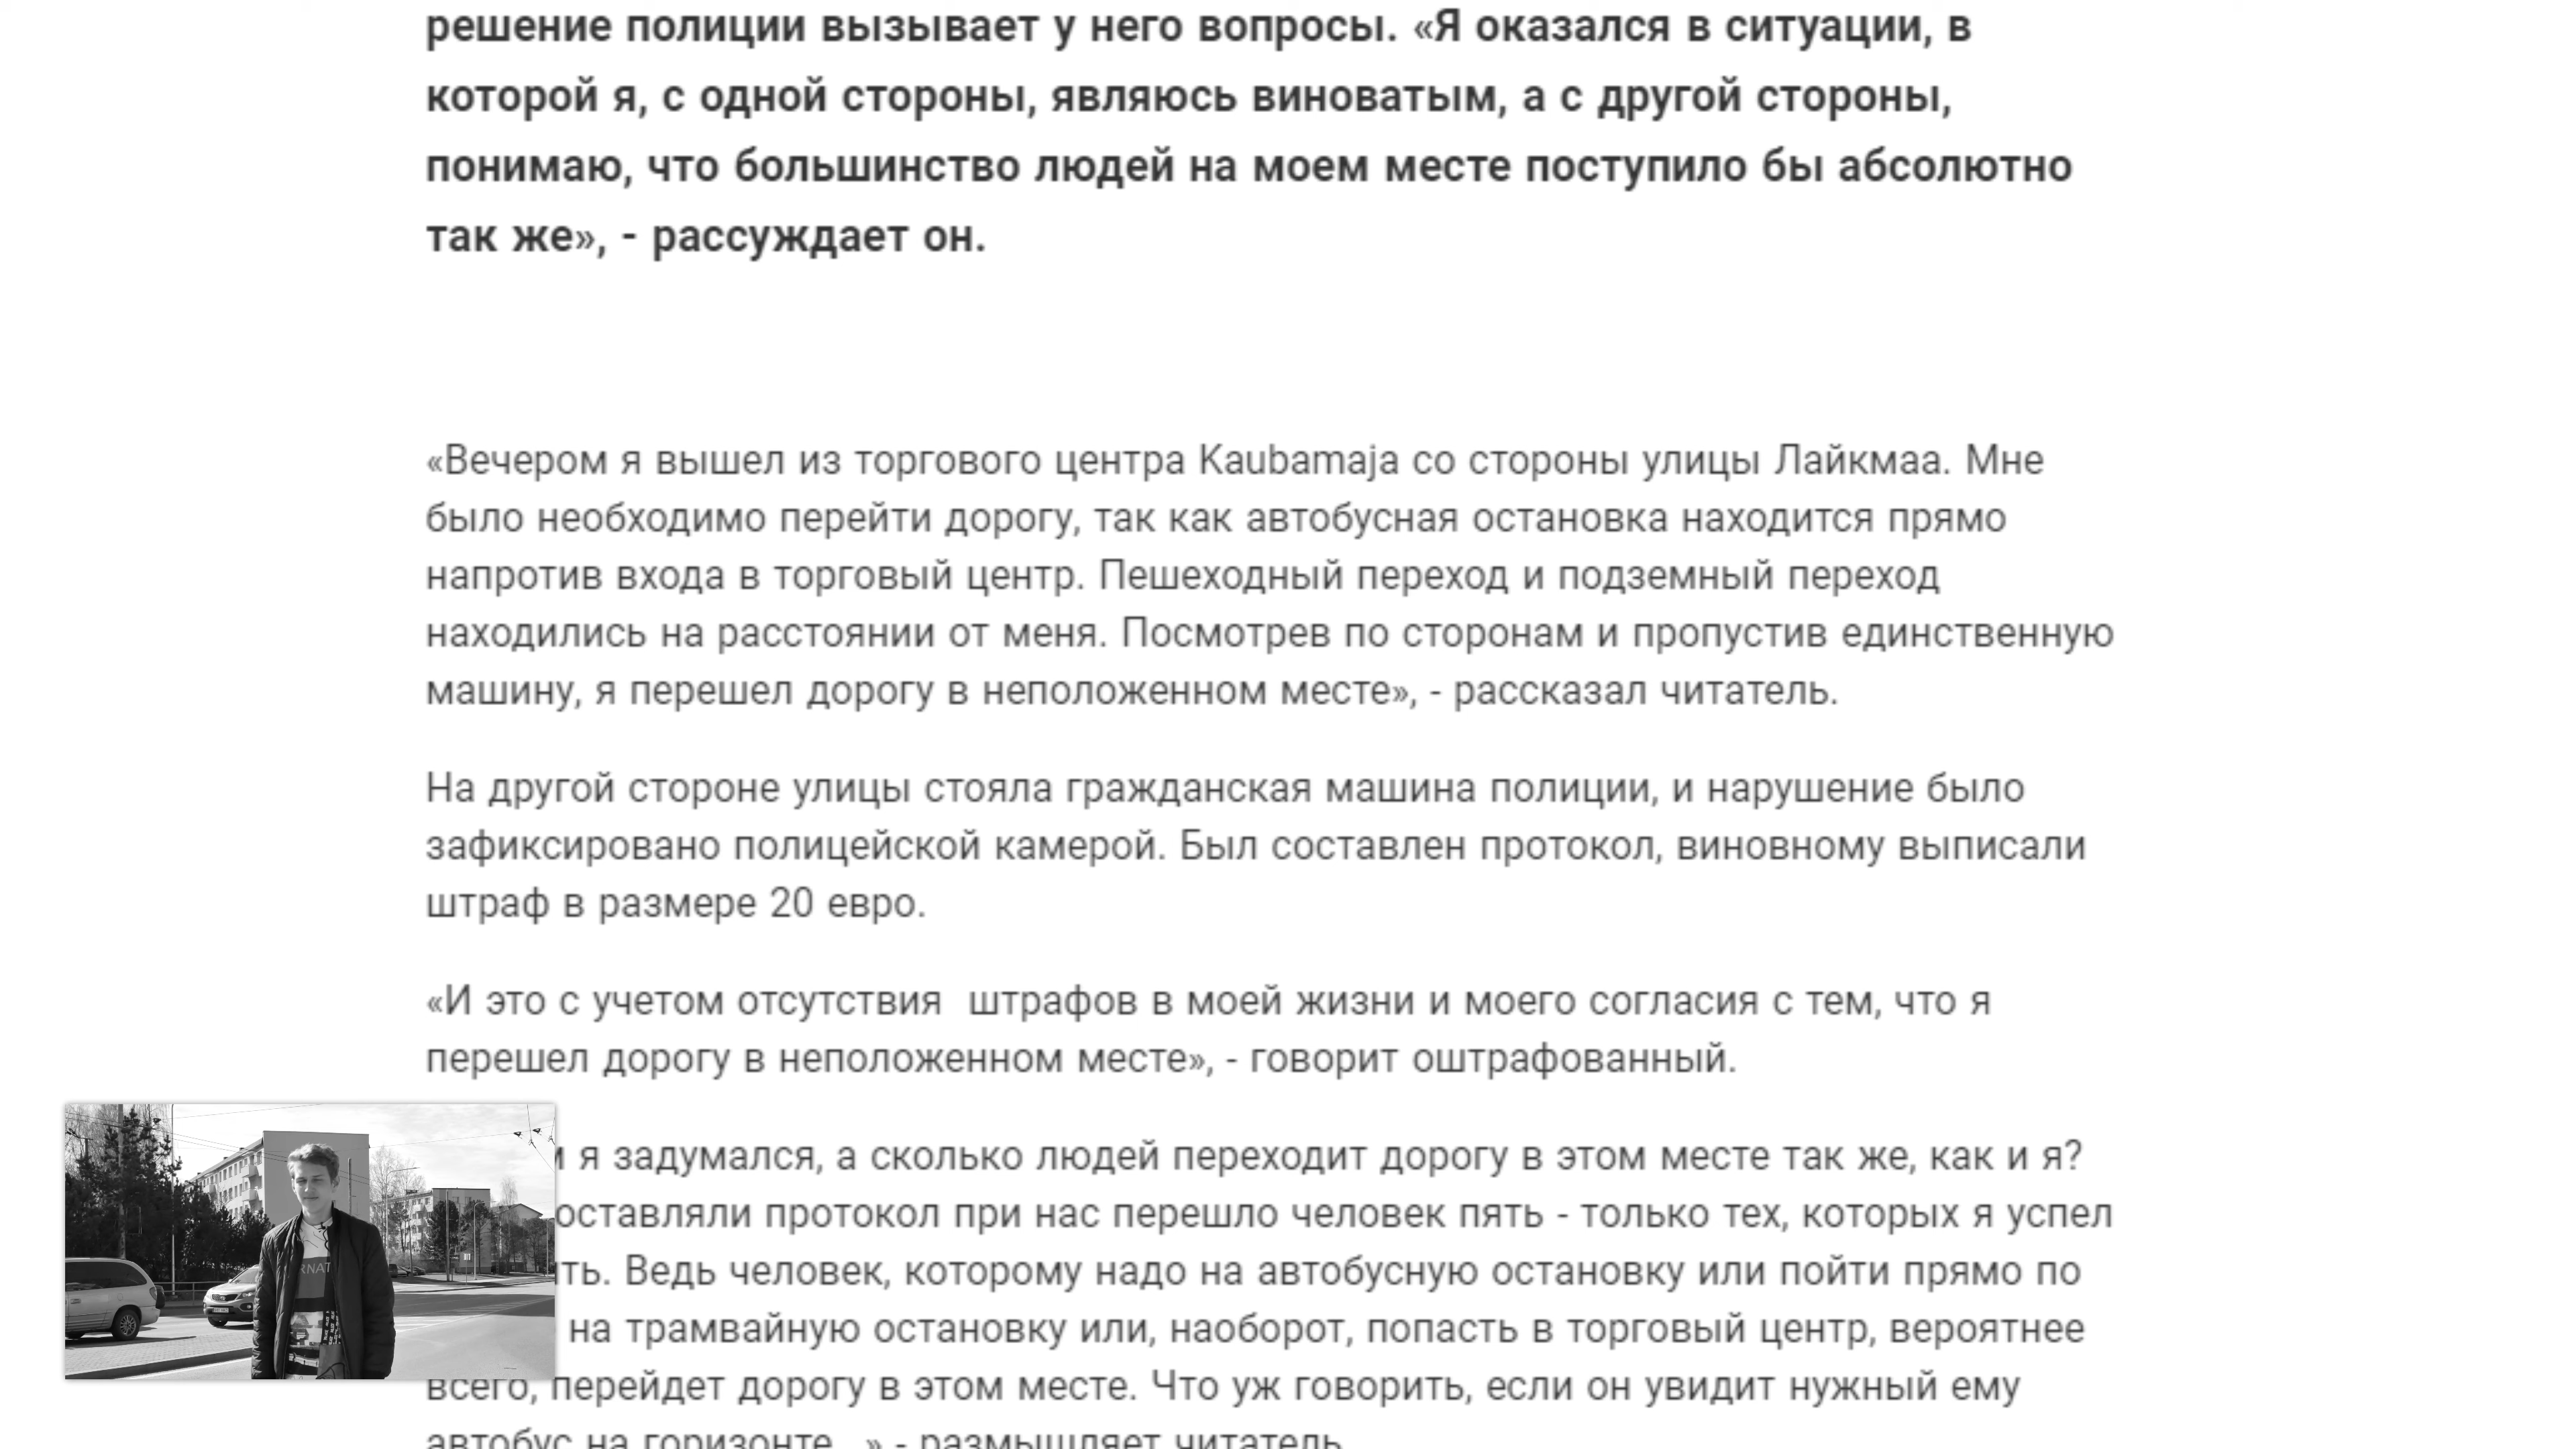 решение полиции вызывает у него вопросы. «Я оказался в ситуации, в
которой я, с одной стороны, являюсь виноватым, а с другой стороны,
понимаю, что большинство людей на моем месте поступило бы абсолютно
так же», - рассуждает он.
«Вечером я вышел из торгового центра Kaubamaja со стороны улицы Лайкмаа. Мне
было необходимо перейти дорогу, так как автобусная остановка находится прямо
напротив входа в торговый центр. Пешеходный переход и подземный переход
находились на расстоянии от меня. Посмотрев по сторонам и пропустив единственную
машину, я перешел дорогу в неположенном месте», - рассказал читатель.
На другой стороне улицы стояла гражданская машина полиции, и нарушение было
зафиксировано полицейской камерой. Был составлен протокол, виновному выписали
штраф в размере 20 евро.
«И это с учетом отсутствия  штрафов в моей жизни и моего согласия с тем, что я
перешел дорогу в неположенном месте», - говорит оштрафованный.
я задумался, а сколько людей переходит дорогу в этом месте так же, как и я?
оставляли протокол при нас перешло человек пять - только тех, которых я успел
ть. Ведь человек, которому надо на автобусную остановку или пойти прямо по
на трамвайную остановку или, наоборот, попасть в торговый центр, вероятнее
всего, перейдет дорогу в этом месте. Что уж говорить, если он увидит нужный ему
автобус на горизонте...» - размышляет читатель.
RNAT